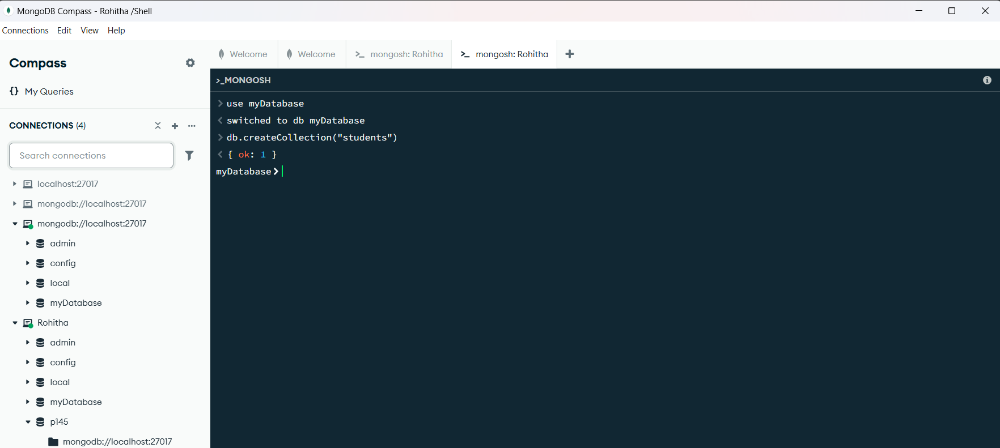 MongoDB Compass - Rohitha /Shell
Connections Edit View Help
Compass
{} My Queries
CONNECTIONS (4)
Search connections
localhost:27017
mongodb://localhost:27017
mongodb://localhost:27017
admin
config
local
myDatabase
Rohitha
admin
config
local
myDatabase
p145
mongodb://localhost:27017
Welcome Welcome >_ mongosh: Rohitha >_ mongosh: Rohitha
>_MONGOSH
> use myDatabase
< switched to db myDatabase
> db.createCollection("students")
< { ok: 1 }
myDatabase>